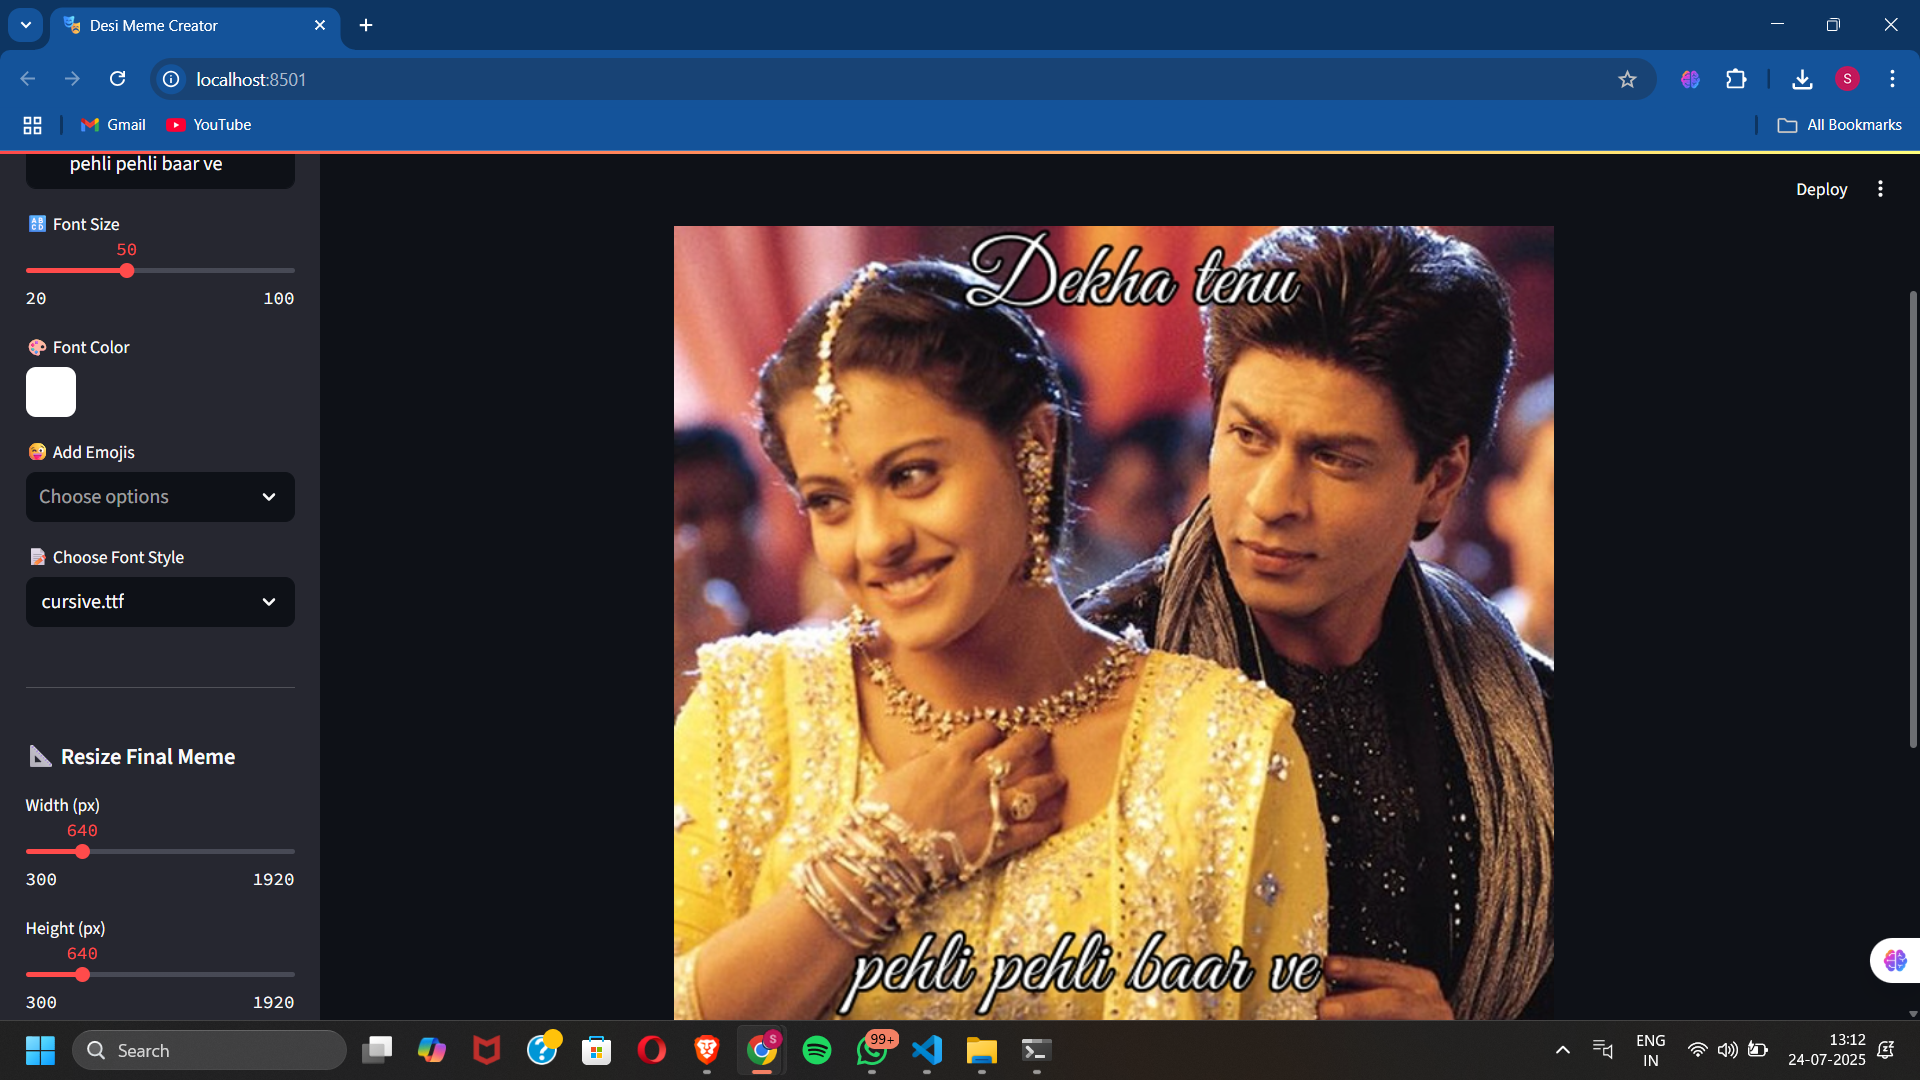 Desi Meme Creator
localhost:8501
S
Gmail
YouTube
All Bookmarks
pehli pehli baar ve
Deploy
Font Size
50
20 100
Font Color
Add Emojis
Choose options
Choose Font Style
cursive.ttf
Resize Final Meme
Width (px)
640
300 1920
Height (px)
640
300 1920
Dekha tenu
pehli pehli baar ve
Search
S
99+
ENG
IN
13:12
24-07-2025